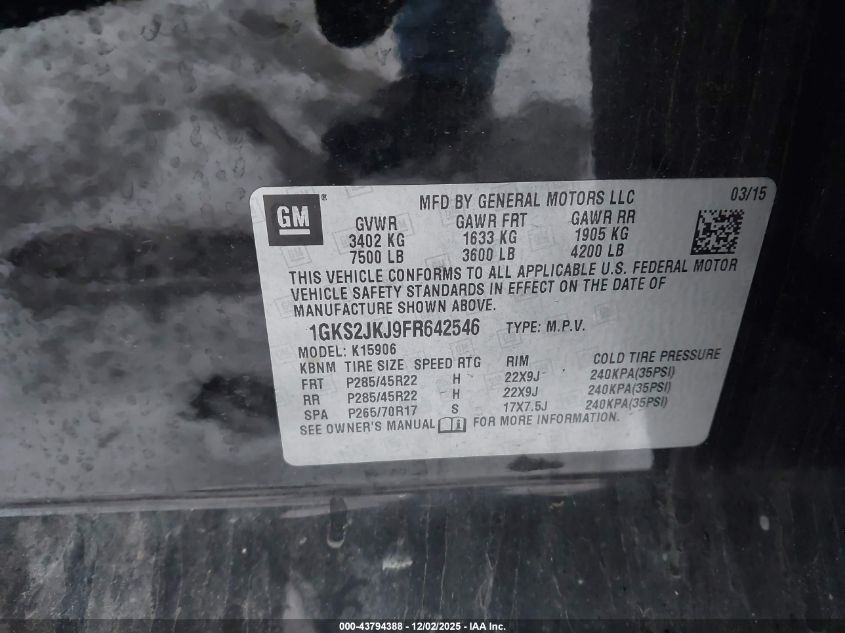 GM ® MFD BY GENERAL MOTORS LLC 03/15
GVWR GAWR FRT GAWR RR
3402 KG 1633 KG 1905 KG
7500 LB 3600 LB 4200 LB
THIS VEHICLE CONFORMS TO ALL APPLICABLE U.S. FEDERAL MOTOR
VEHICLE SAFETY STANDARDS IN EFFECT ON THE DATE OF
MANUFACTURE SHOWN ABOVE.
1GKS2JKJ9FR642546 TYPE: M.P.V.
MODEL: K15906
KBNM TIRE SIZE SPEED RTG RIM COLD TIRE PRESSURE
FRT P285/45R22 H 22X9J 240KPA(35PSI)
RR P285/45R22 H 22X9J 240KPA(35PSI)
SPA P265/70R17 S 17X7.5J 240KPA(35PSI)
SEE OWNER'S MANUAL FOR MORE INFORMATION.
000-43794388 - 12/02/2025 - IAA Inc.